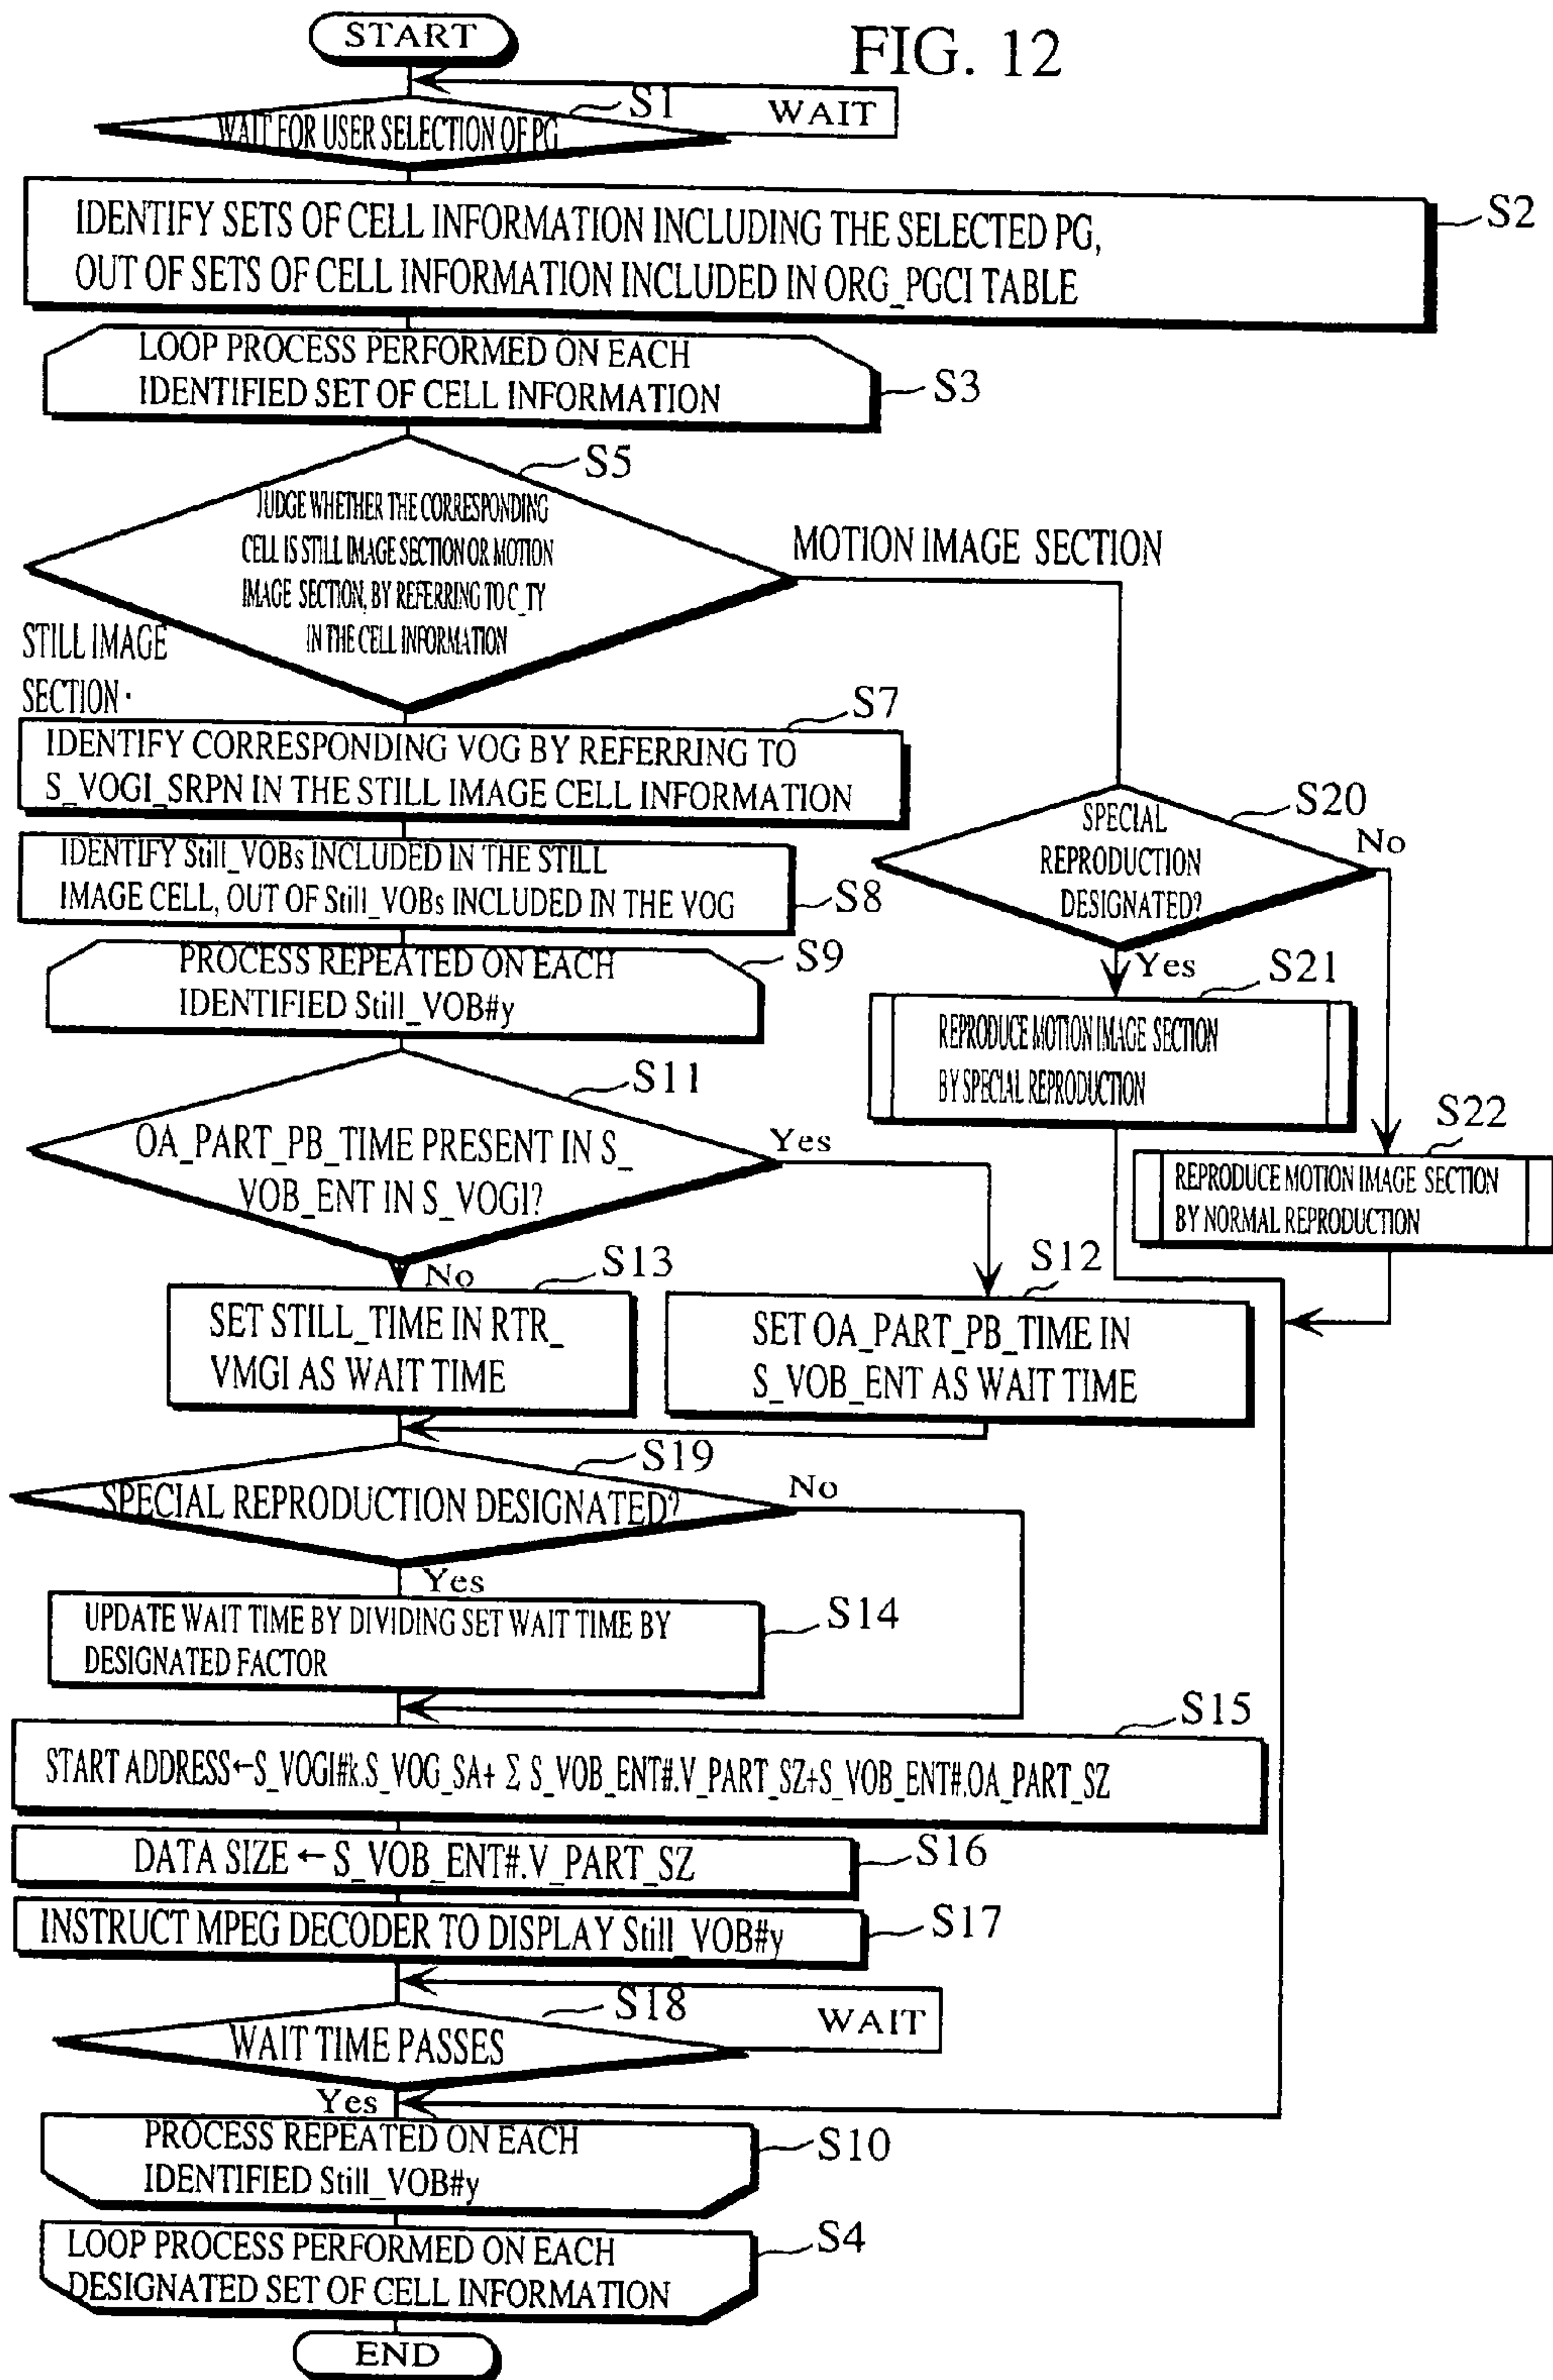 START
FIG. 12
S1
WAIT
WAIT FOR USER SELECTION OF PG
S2
IDENTIFY SETS OF CELL INFORMATION INCLUDING THE SELECTED PG,
OUT OF SETS OF CELL INFORMATION INCLUDED IN ORG_PGCI TABLE
LOOP PROCESS PERFORMED ON EACH
IDENTIFIED SET OF CELL INFORMATION
S3
S5
JUDGE WHETHER THE CORRESPONDING
CELL IS STILL IMAGE SECTION OR MOTION
IMAGE SECTION, BY REFERRING TO C_TY
IN THE CELL INFORMATION
MOTION IMAGE SECTION
STILL IMAGE
SECTION
S7
IDENTIFY CORRESPONDING VOG BY REFERRING TO
S_VOGI_SRPN IN THE STILL IMAGE CELL INFORMATION
IDENTIFY Still_VOBs INCLUDED IN THE STILL
IMAGE CELL, OUT OF Still_VOBs INCLUDED IN THE VOG
S8
S20
SPECIAL
REPRODUCTION
DESIGNATED?
No
PROCESS REPEATED ON EACH
IDENTIFIED Still_VOB#y
S9
Yes
S21
REPRODUCE MOTION IMAGE SECTION
BY SPECIAL REPRODUCTION
S11
OA_PART_PB_TIME PRESENT IN S_
VOB_ENT IN S_VOGI?
Yes
S22
REPRODUCE MOTION IMAGE SECTION
BY NORMAL REPRODUCTION
No
S13
SET STILL_TIME IN RTR_
VMGI AS WAIT TIME
S12
SET OA_PART_PB_TIME IN
S_VOB_ENT AS WAIT TIME
S19
SPECIAL REPRODUCTION DESIGNATED?
No
Yes
S14
UPDATE WAIT TIME BY DIVIDING SET WAIT TIME BY
DESIGNATED FACTOR
S15
START ADDRESS←S_VOGI#k.S_VOG_SA+ Σ S_VOB_ENT#.V_PART_SZ+S_VOB_ENT#.OA_PART_SZ
DATA SIZE ← S_VOB_ENT#.V_PART_SZ
S16
INSTRUCT MPEG DECODER TO DISPLAY Still_VOB#y
S17
S18
WAIT
WAIT TIME PASSES
Yes
PROCESS REPEATED ON EACH
IDENTIFIED Still_VOB#y
S10
LOOP PROCESS PERFORMED ON EACH
DESIGNATED SET OF CELL INFORMATION
S4
END